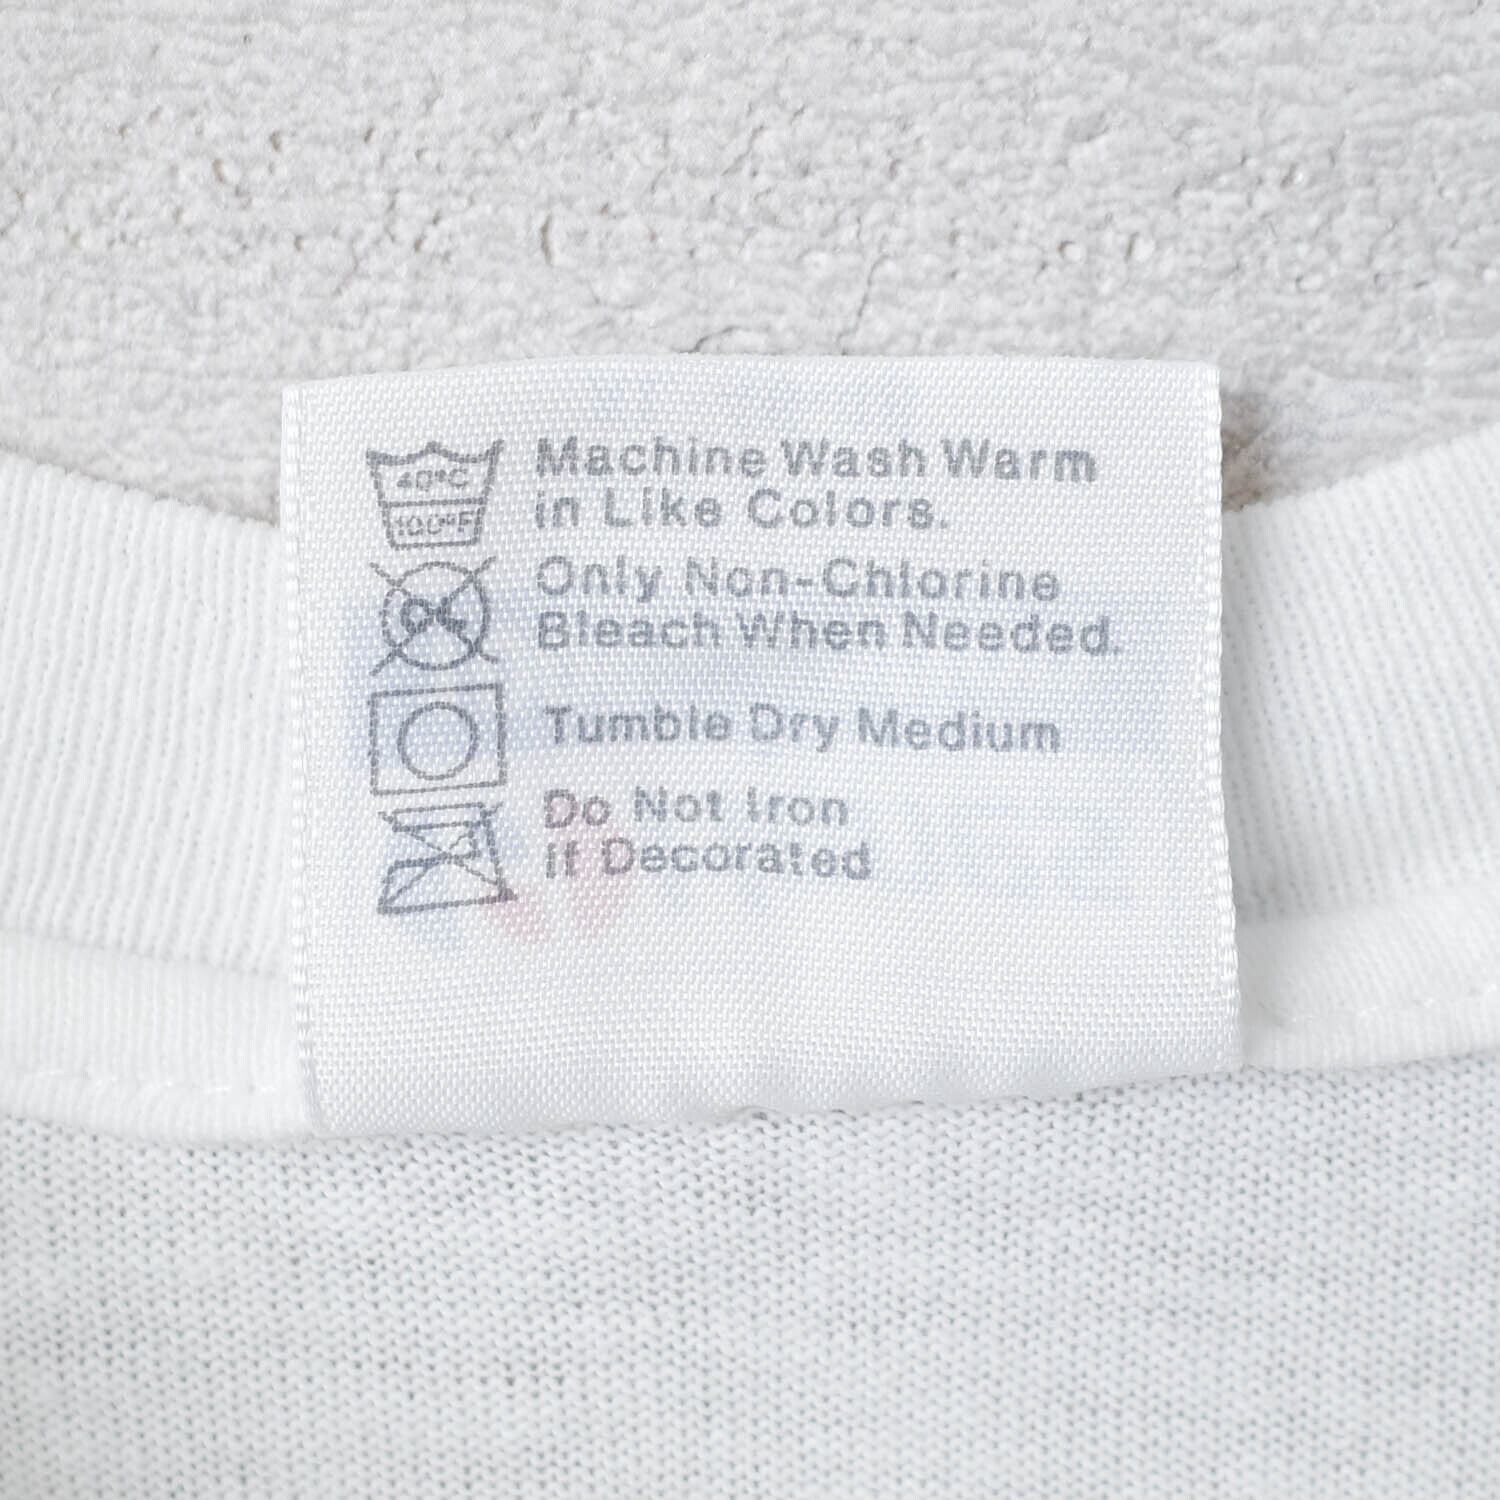 40°C
100°F
Machine Wash Warm
in Like Colors.
Only Non-Chlorine
Bleach When Needed.
Tumble Dry Medium
Do Not Iron
if Decorated